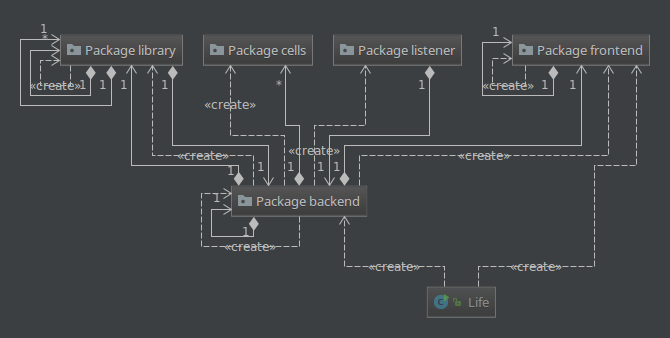 1
*
Package library
Package cells
Package listener
1
Package frontend
«create»
1
1
1
1
*
1
«create»
1
1
«create»
«create»
«create»
1
1
1
1
1
«create»
Package backend
1
1
«create»
«create»
«create»
Life